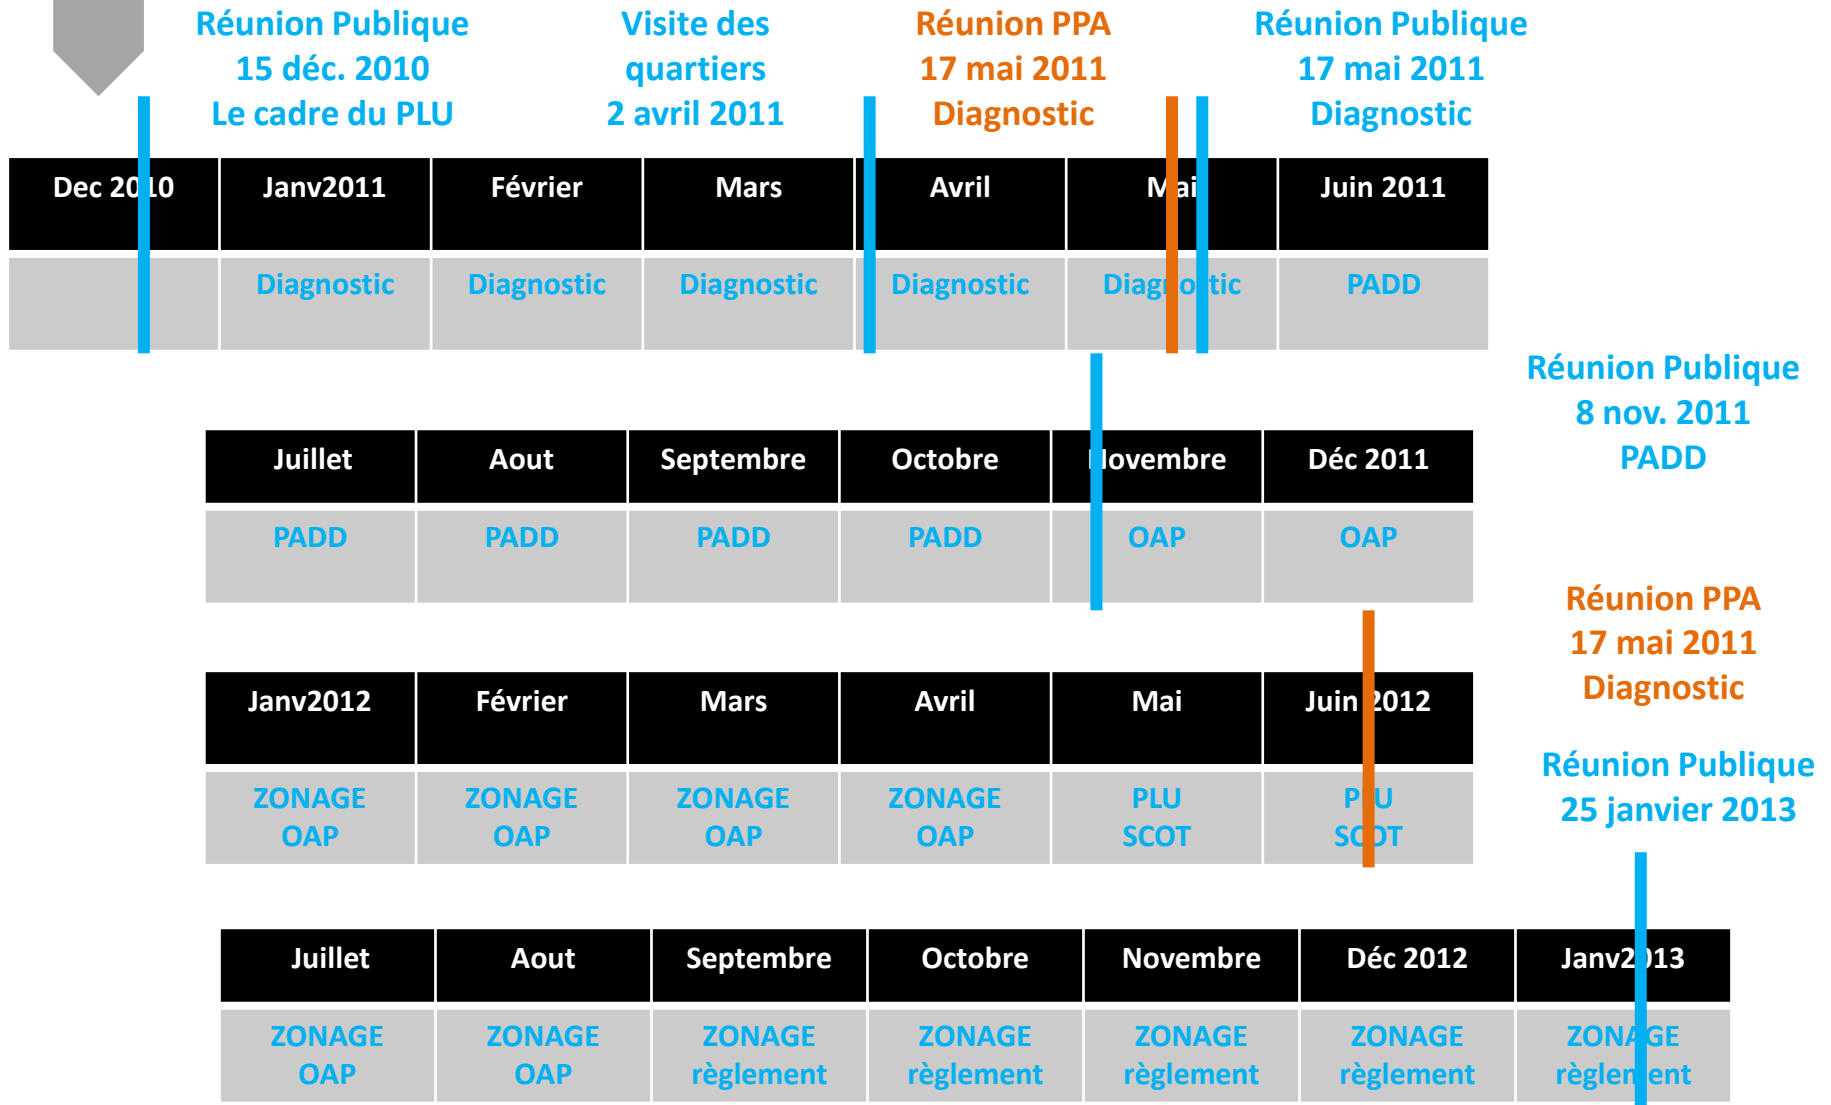 Réunion Publique
15 déc. 2010
Le cadre du PLU
Visite des
quartiers
2 avril 2011
Réunion PPA
17 mai 2011
Diagnostic
Réunion Publique
17 mai 2011
Diagnostic
Dec 2010 Janv2011 Février Mars Avril Mai Juin 2011
Diagnostic Diagnostic Diagnostic Diagnostic Diagnostic PADD
Réunion Publique
8 nov. 2011
PADD
Juillet Aout Septembre Octobre Novembre Déc 2011
PADD PADD PADD PADD OAP OAP
Réunion PPA
17 mai 2011
Diagnostic
Janv2012 Février Mars Avril Mai Juin 2012
ZONAGE ZONAGE ZONAGE ZONAGE PLU PLU
OAP OAP OAP OAP SCOT SCOT
Réunion Publique
25 janvier 2013
Juillet Aout Septembre Octobre Novembre Déc 2012 Janv2013
ZONAGE ZONAGE ZONAGE ZONAGE ZONAGE ZONAGE ZONAGE
OAP OAP règlement règlement règlement règlement règlement